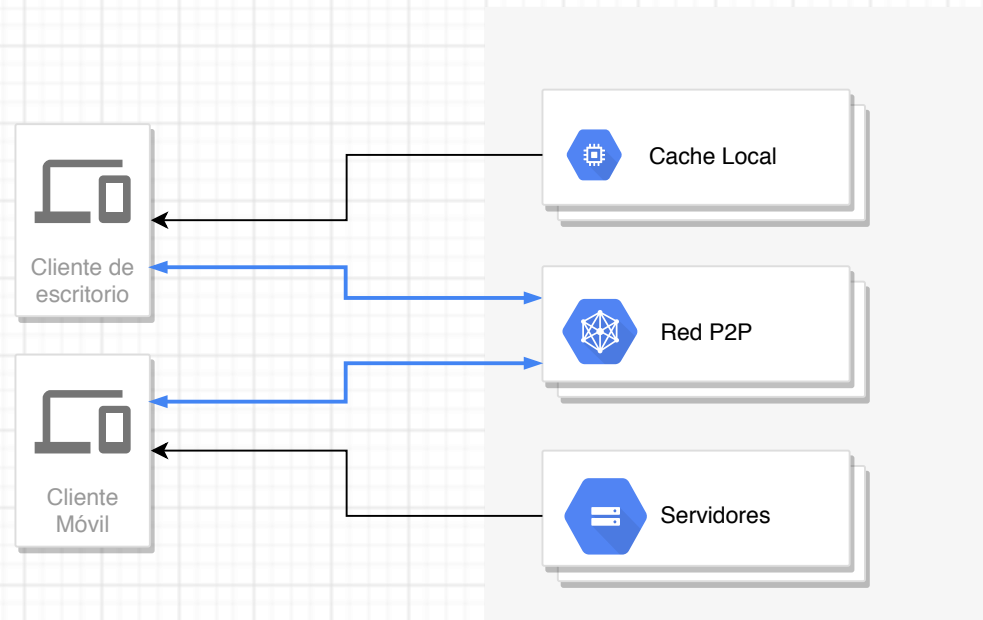 Cache Local
Cliente de
escritorio
Red P2P
Cliente
Móvil
Servidores